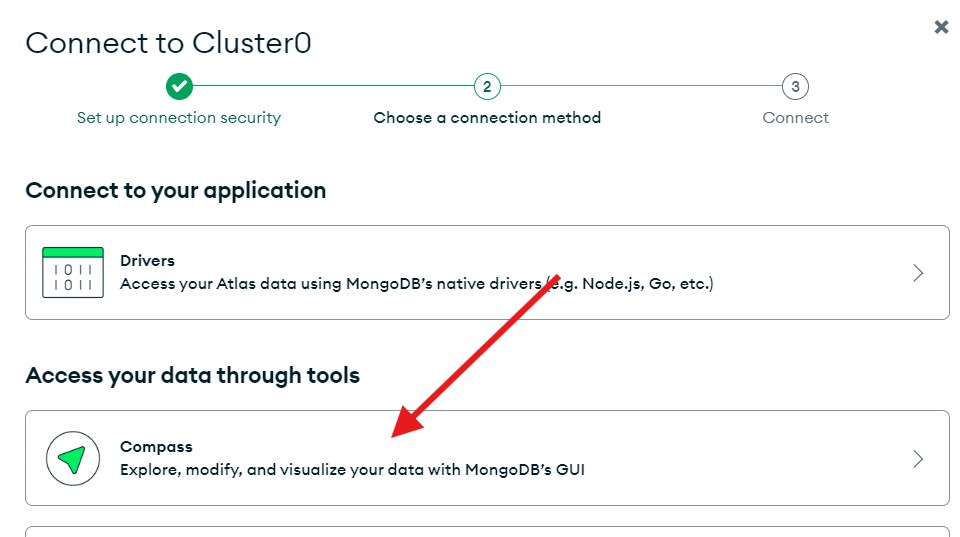 Connect to Cluster0
2
3
Set up connection security
Choose a connection method
Connect
Connect to your application
1011
1011
Drivers
Access your Atlas data using MongoDB's native drivers (e.g. Node.js, Go, etc.)
Access your data through tools
Compass
Explore, modify, and visualize your data with MongoDB's GUI